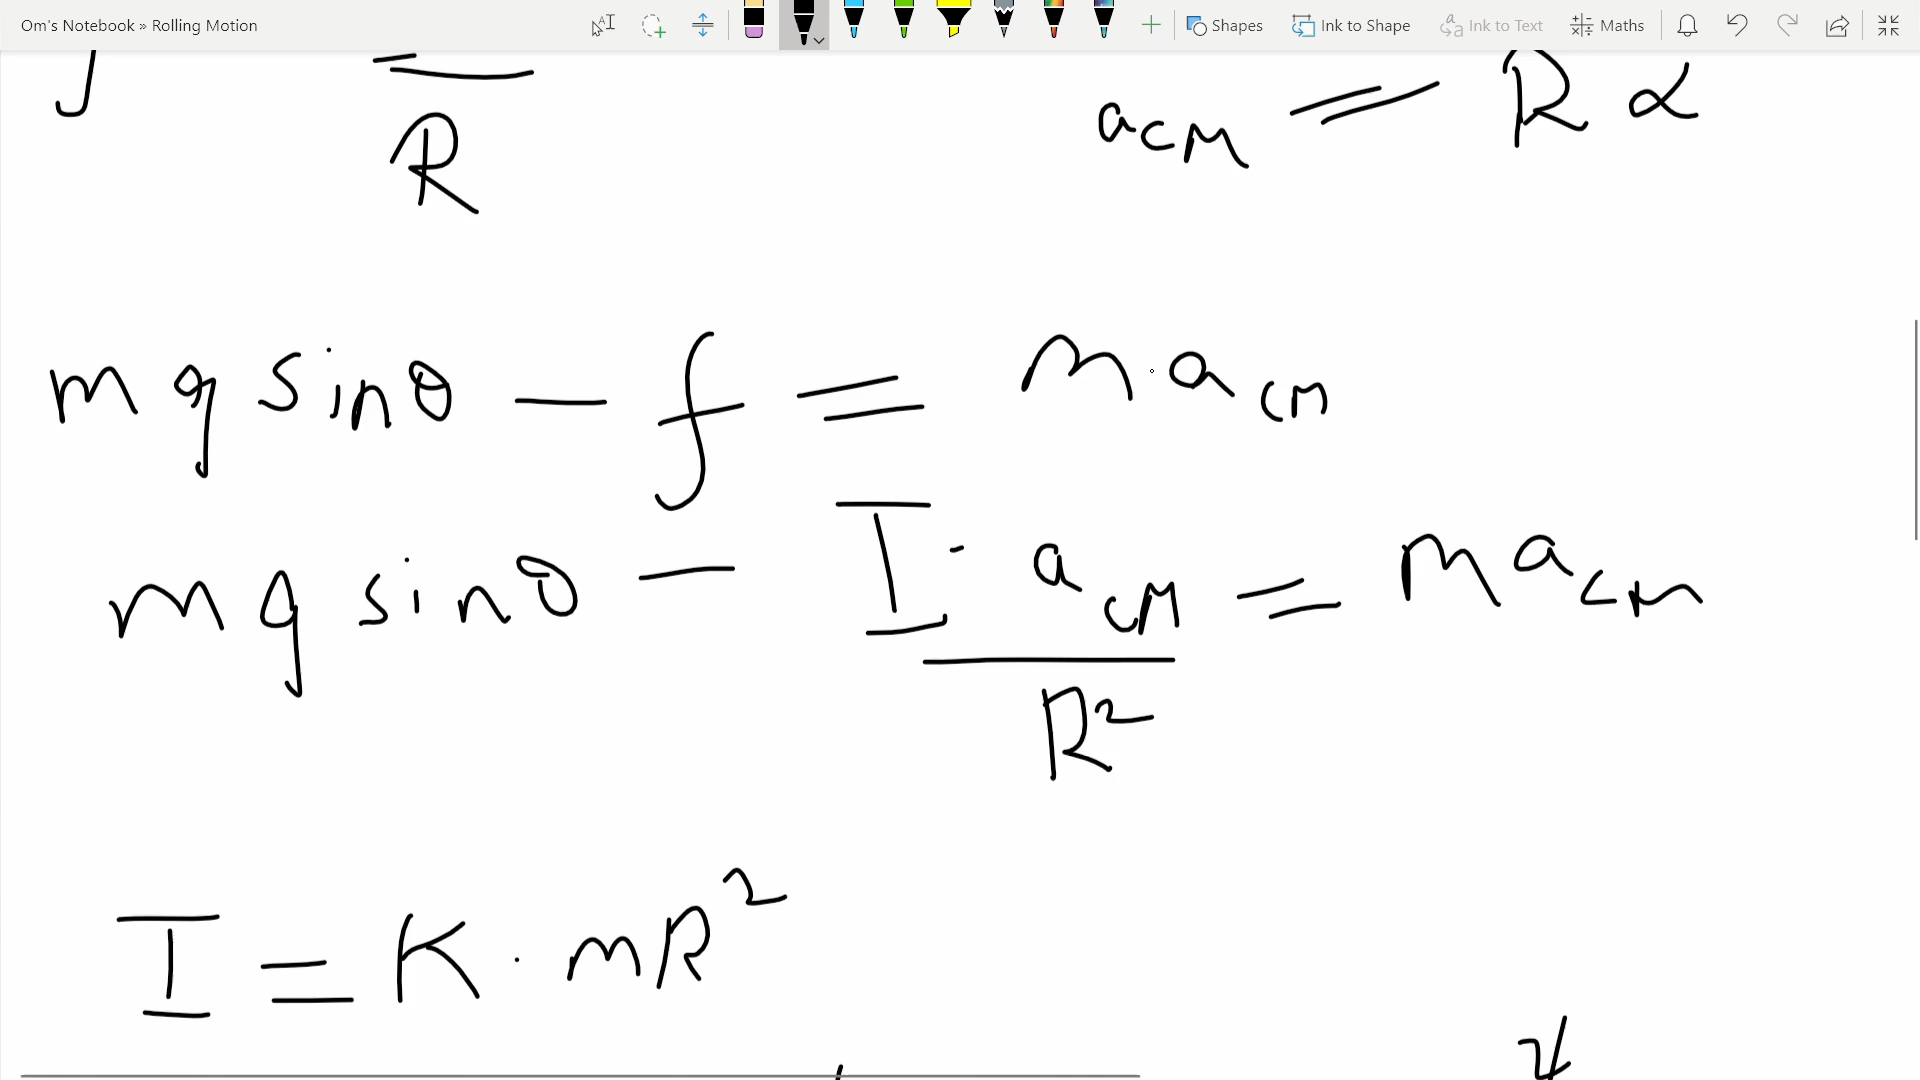 Om's Notebook » Rolling Motion
Shapes Ink to Shape Ink to Text Maths
R
a_CM = R α
mg sinθ — f = m·a_CM
mg sinθ — I · a_CM / R² = ma_CM
I = K · mR²